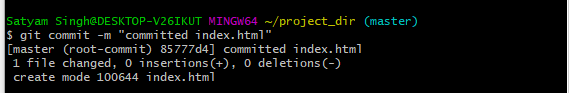 Satyam Singh@DESKTOP-V26IKUT MINGW64 ~/project_dir (master)
$ git commit -m "committed index.html"
[master (root-commit) 85777d4] committed index.html
 1 file changed, 0 insertions(+), 0 deletions(-)
 create mode 100644 index.html